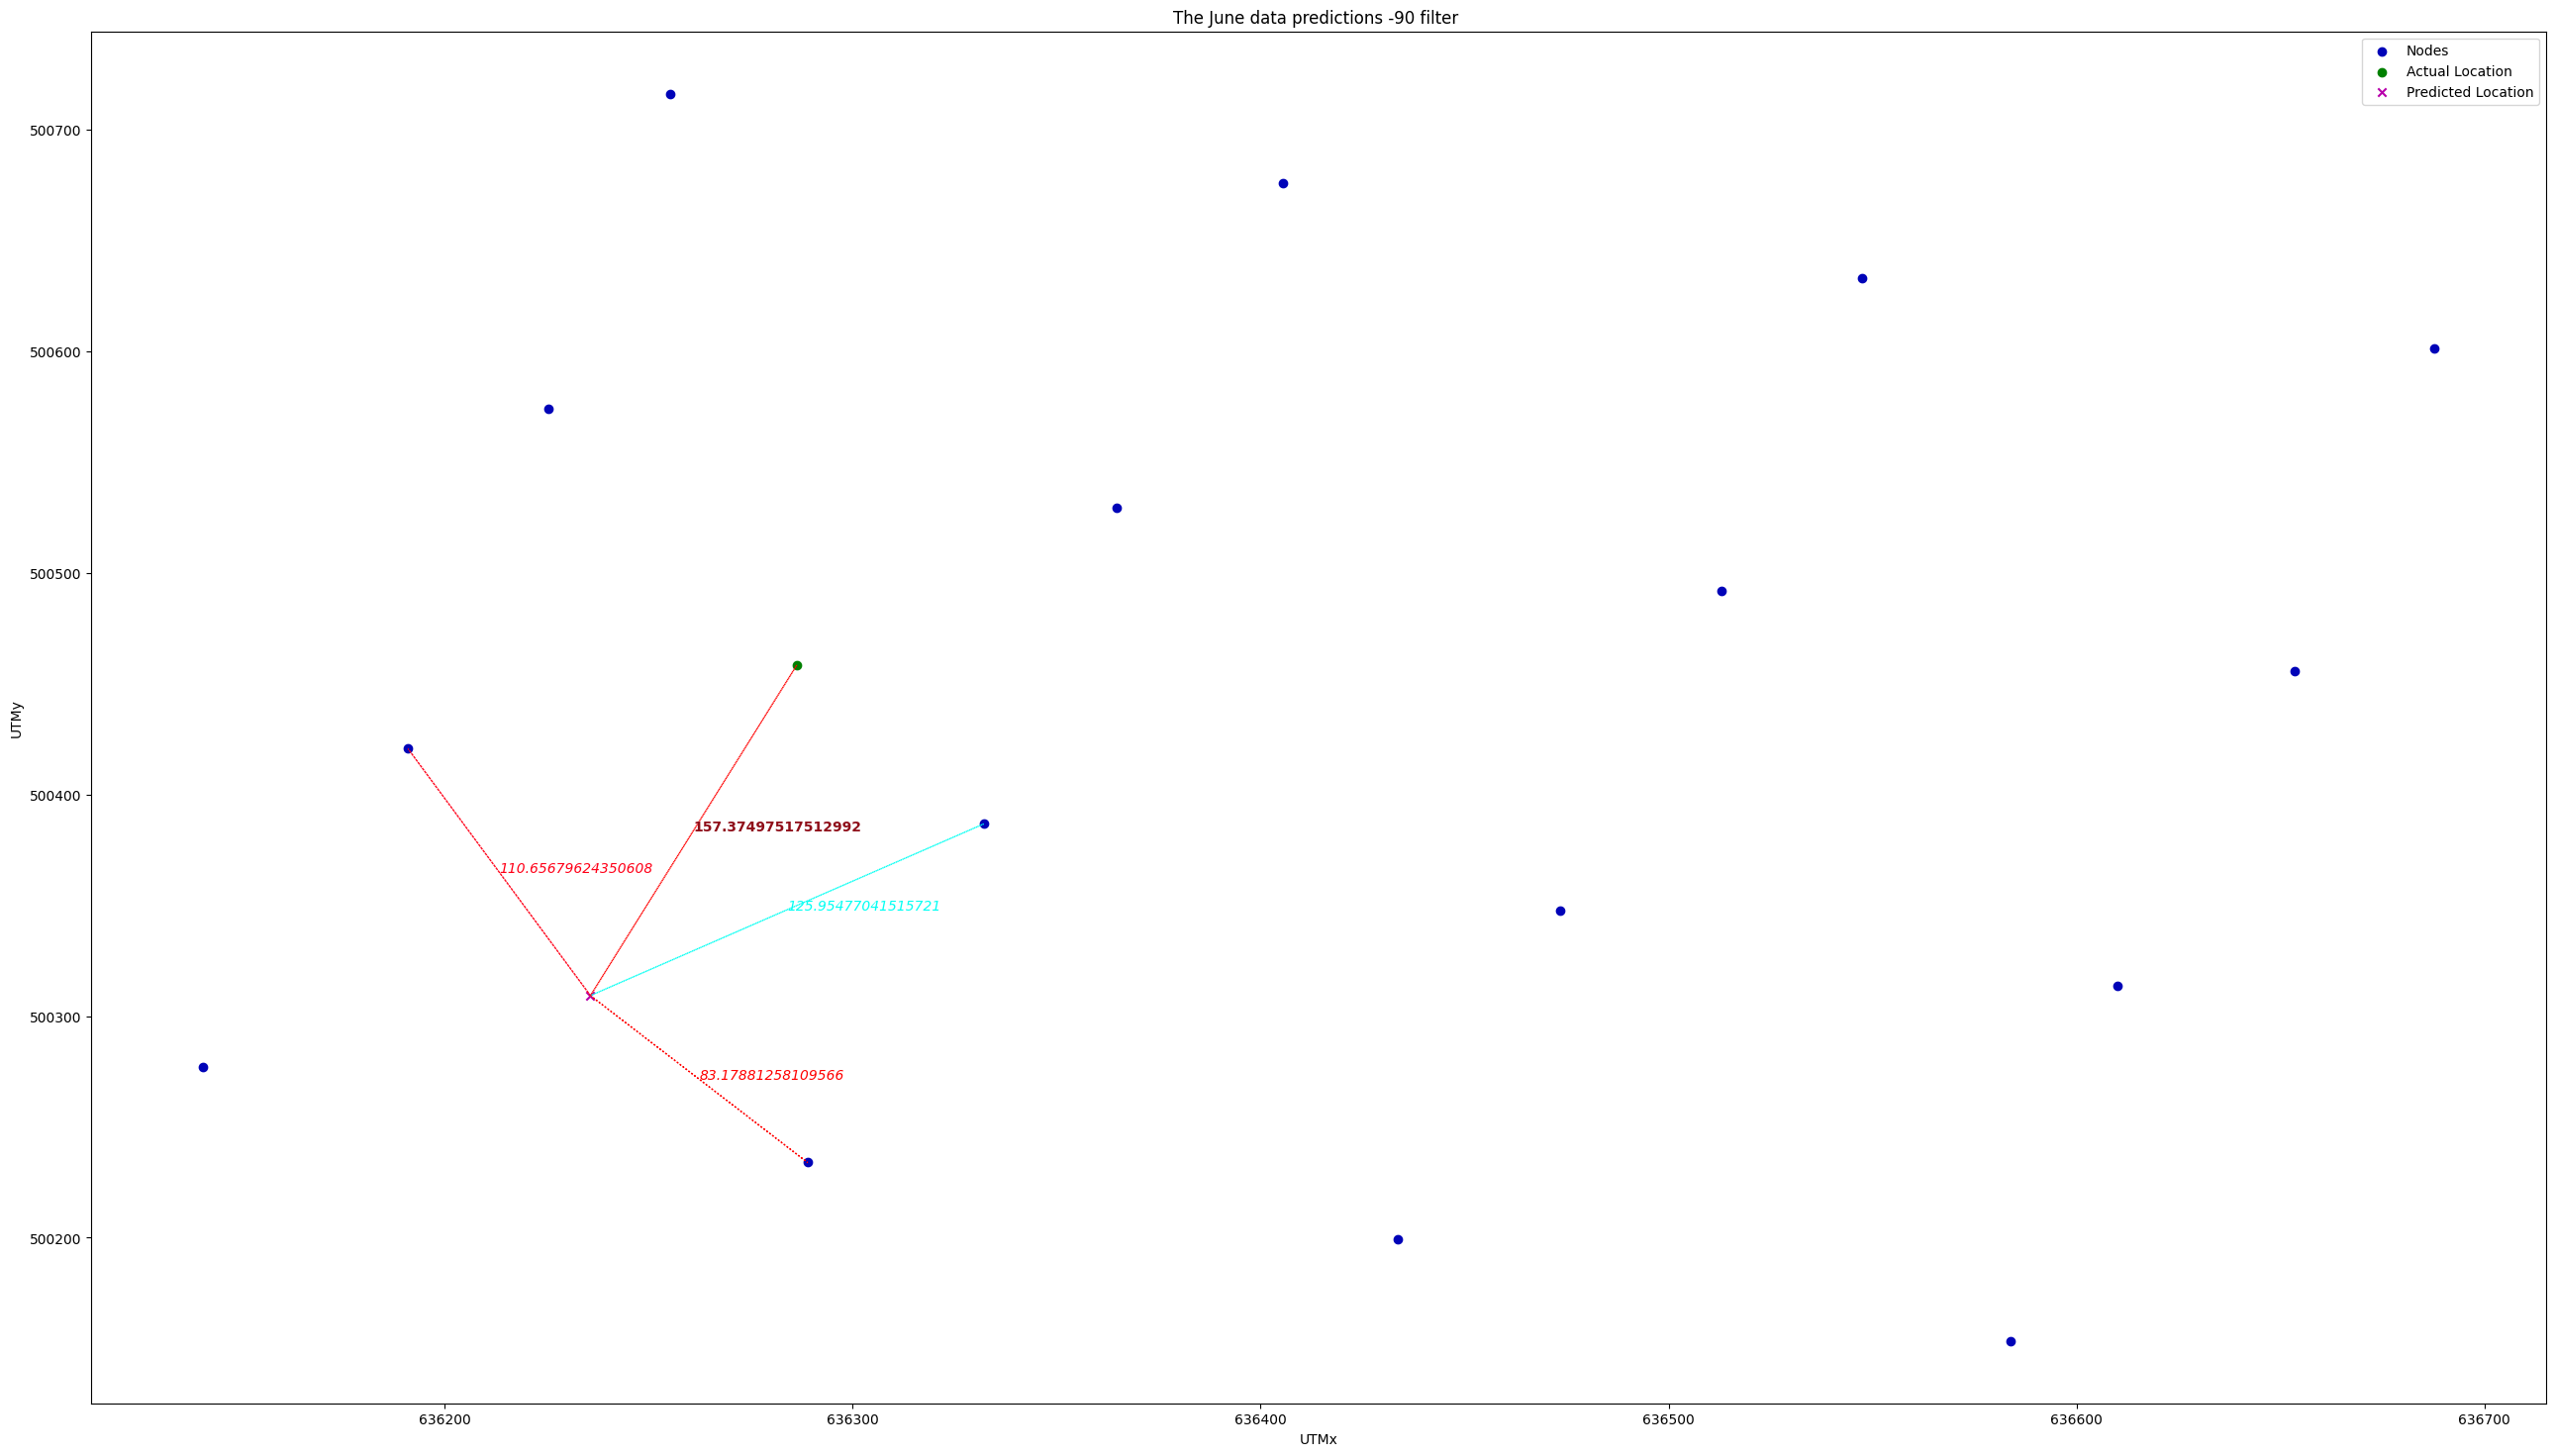 The June data predictions -90 filter
Nodes
Actual Location
Predicted Location
500700
500600
500500
500400
500300
500200
UTMy
157.37497517512992
110.65679624350608
125.95477041515721
83.17881258109566
636200
636300
636400
636500
636600
636700
UTMx